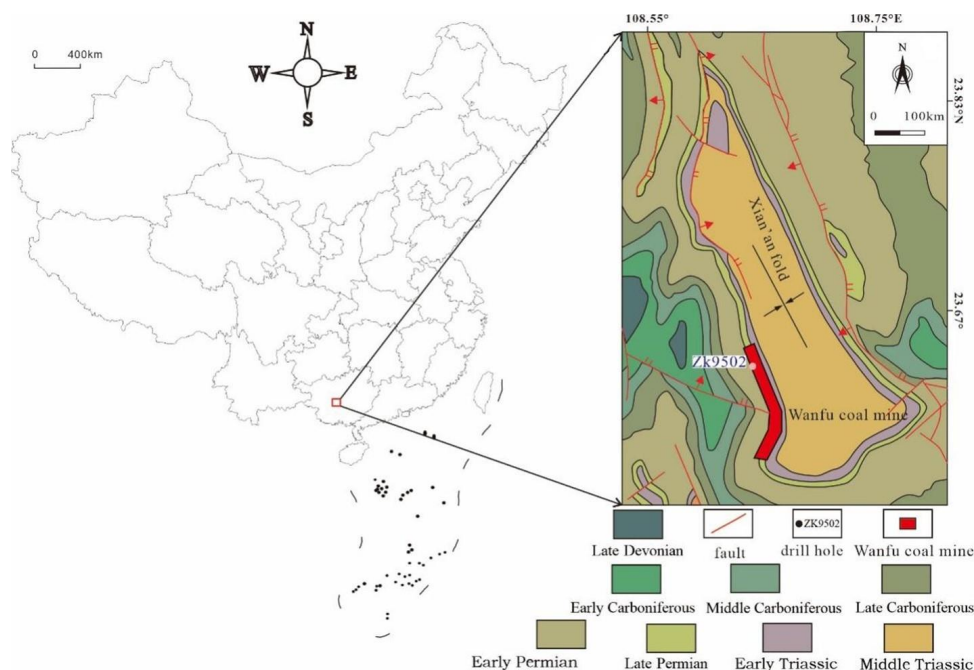 N
W E
S
0 400km
108.55° 108.75°E
N
0 100km
23.83°N
23.67°
Xian'an fold
Zk9502
Wanfu coal mine
Late Devonian
fault
ZK9502
drill hole
Wanfu coal mine
Early Carboniferous
Middle Carboniferous
Late Carboniferous
Early Permian
Late Permian
Early Triassic
Middle Triassic